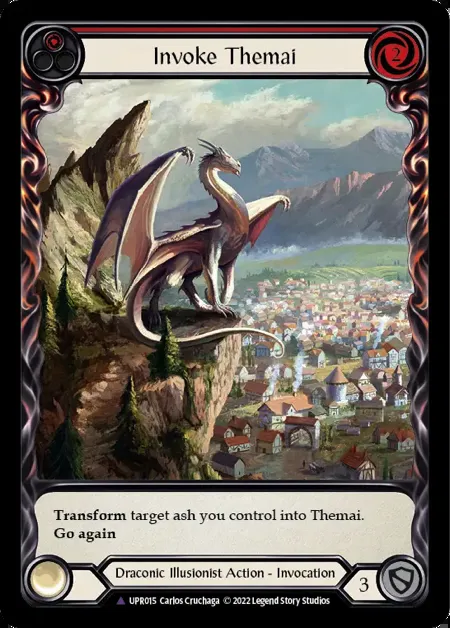 Invoke Themai
2
Transform target ash you control into Themai.
Go again
Draconic Illusionist Action - Invocation
3
UPR015 Carlos Cruchaga © 2022 Legend Story Studios